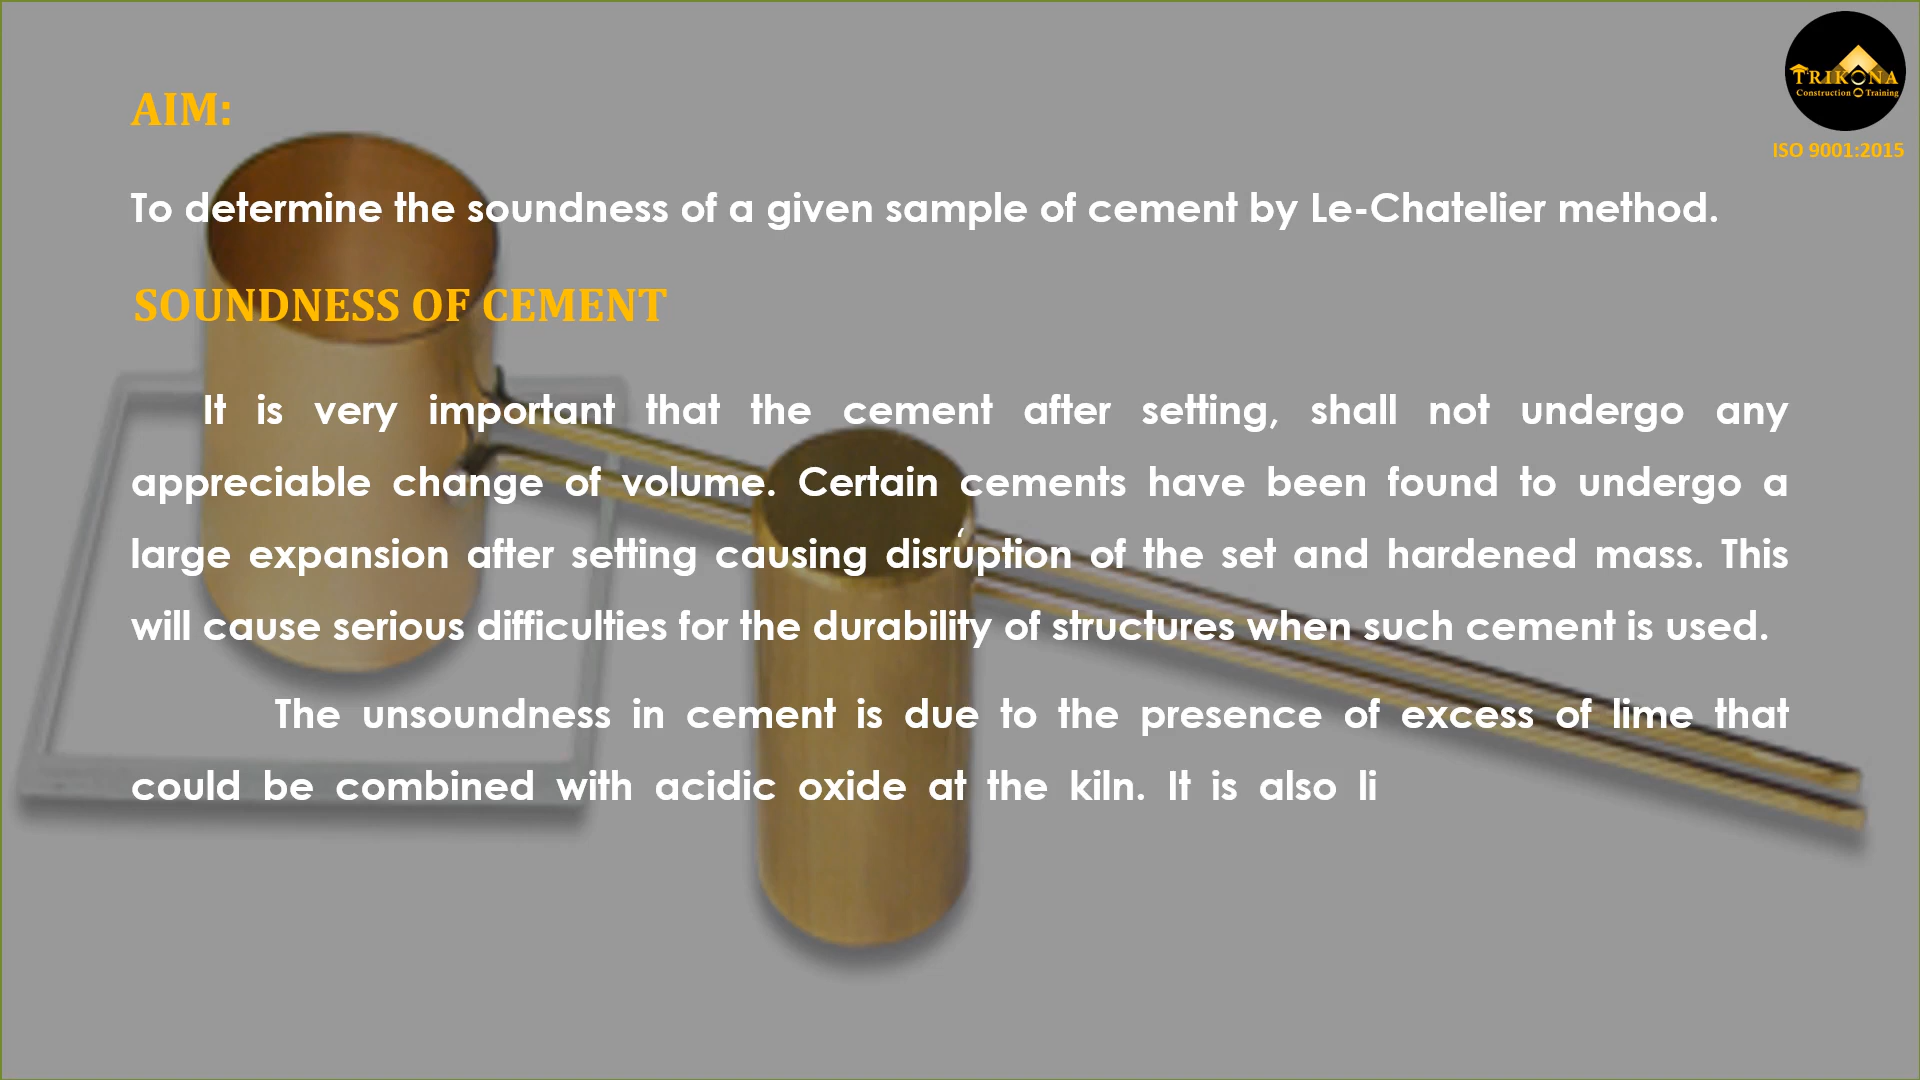 TRIKONA
Construction Training
ISO 9001:2015
AIM:
To determine the soundness of a given sample of cement by Le-Chatelier method.
SOUNDNESS OF CEMENT
It is very important that the cement after setting, shall not undergo any
appreciable change of volume. Certain cements have been found to undergo a
large expansion after setting causing disruption of the set and hardened mass. This
will cause serious difficulties for the durability of structures when such cement is used.
The unsoundness in cement is due to the presence of excess of lime that
could be combined with acidic oxide at the kiln. It is also li